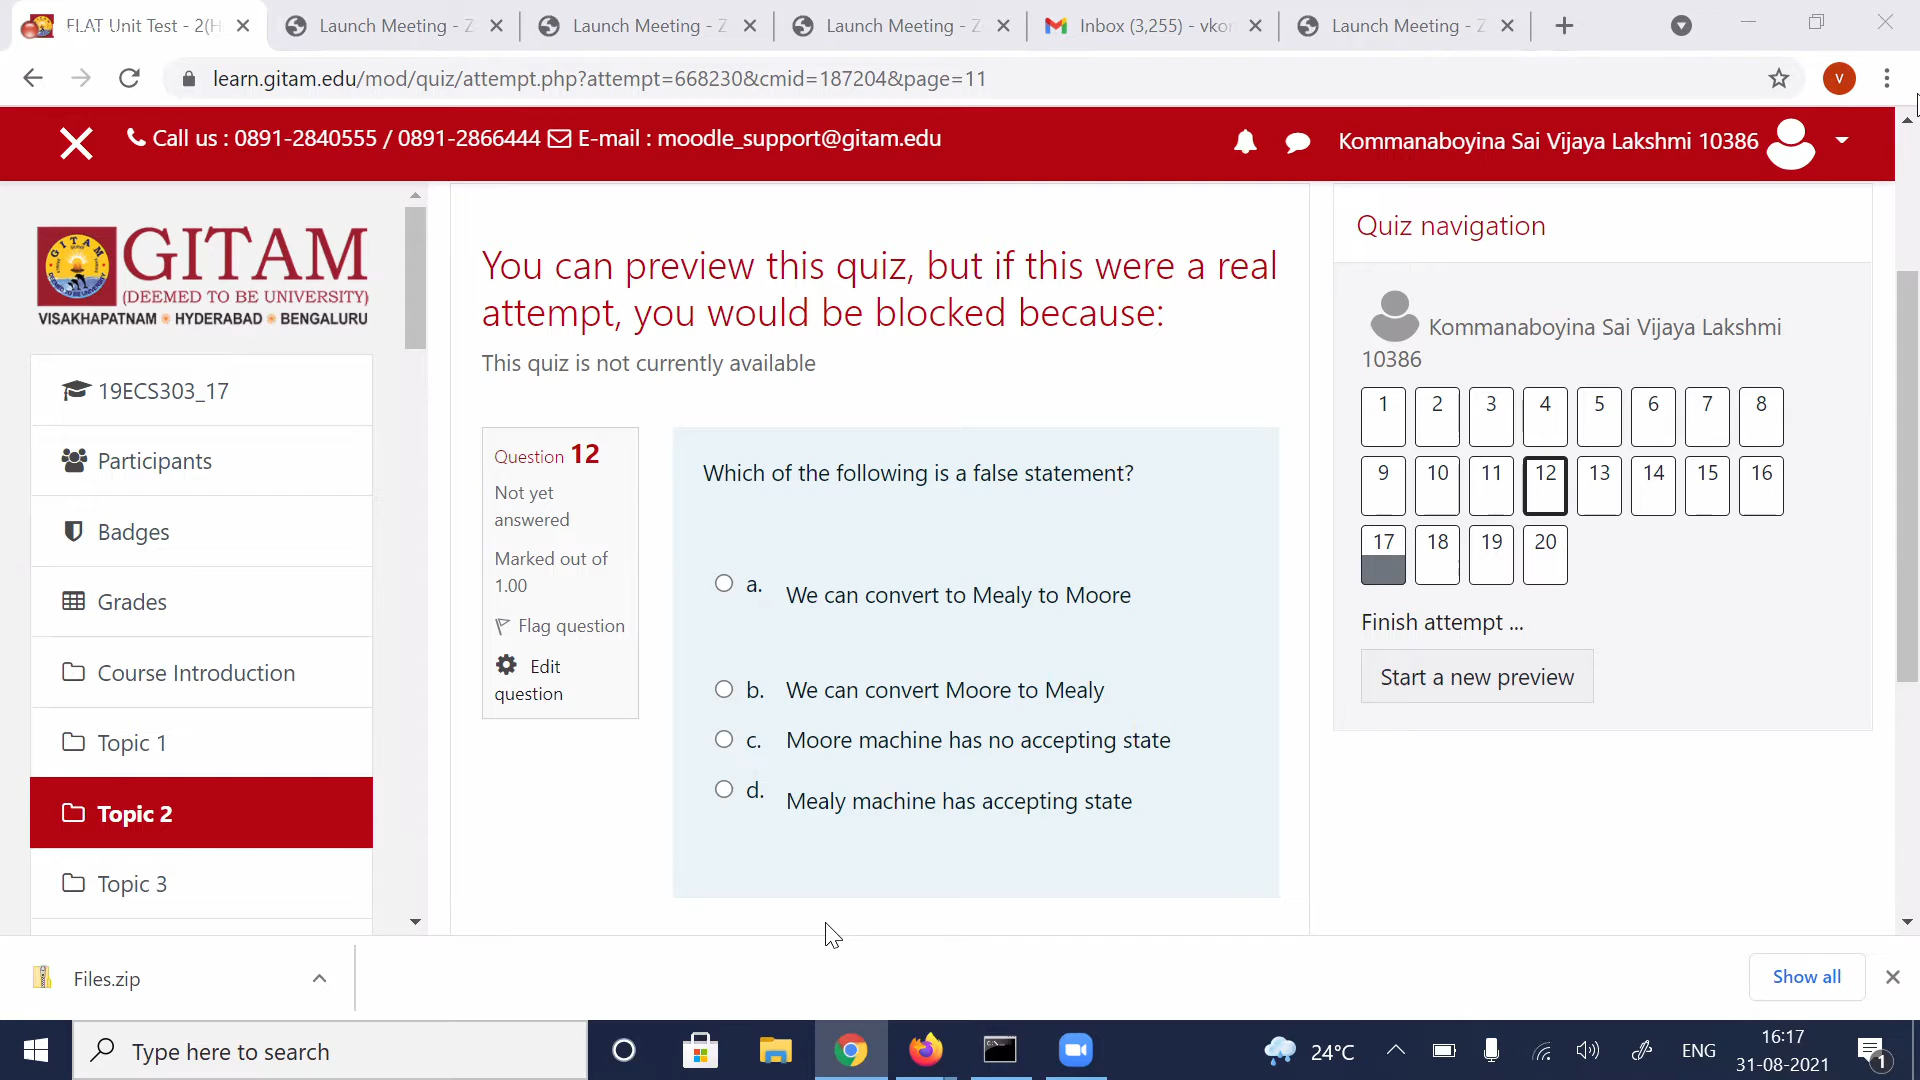 FLAT Unit Test - 2(H
Launch Meeting - Z
Launch Meeting - Z
Launch Meeting - Z
Inbox (3,255) - vkon
Launch Meeting - Z
learn.gitam.edu/mod/quiz/attempt.php?attempt=668230&cmid=187204&page=11
V
Call us : 0891-2840555 / 0891-2866444 E-mail : moodle_support@gitam.edu
Kommanaboyina Sai Vijaya Lakshmi 10386
GITAM
(DEEMED TO BE UNIVERSITY)
VISAKHAPATNAM HYDERABAD BENGALURU
19ECS303_17
Participants
Badges
Grades
Course Introduction
Topic 1
Topic 2
Topic 3
You can preview this quiz, but if this were a real
attempt, you would be blocked because:
This quiz is not currently available
Question 12
Not yet
answered
Marked out of
1.00
Flag question
Edit
question
Which of the following is a false statement?
a. We can convert to Mealy to Moore
b. We can convert Moore to Mealy
c. Moore machine has no accepting state
d. Mealy machine has accepting state
Quiz navigation
Kommanaboyina Sai Vijaya Lakshmi
10386
1 2 3 4 5 6 7 8
9 10 11 12 13 14 15 16
17 18 19 20
Finish attempt ...
Start a new preview
Files.zip
Show all
Type here to search
24°C
ENG
16:17
31-08-2021
1